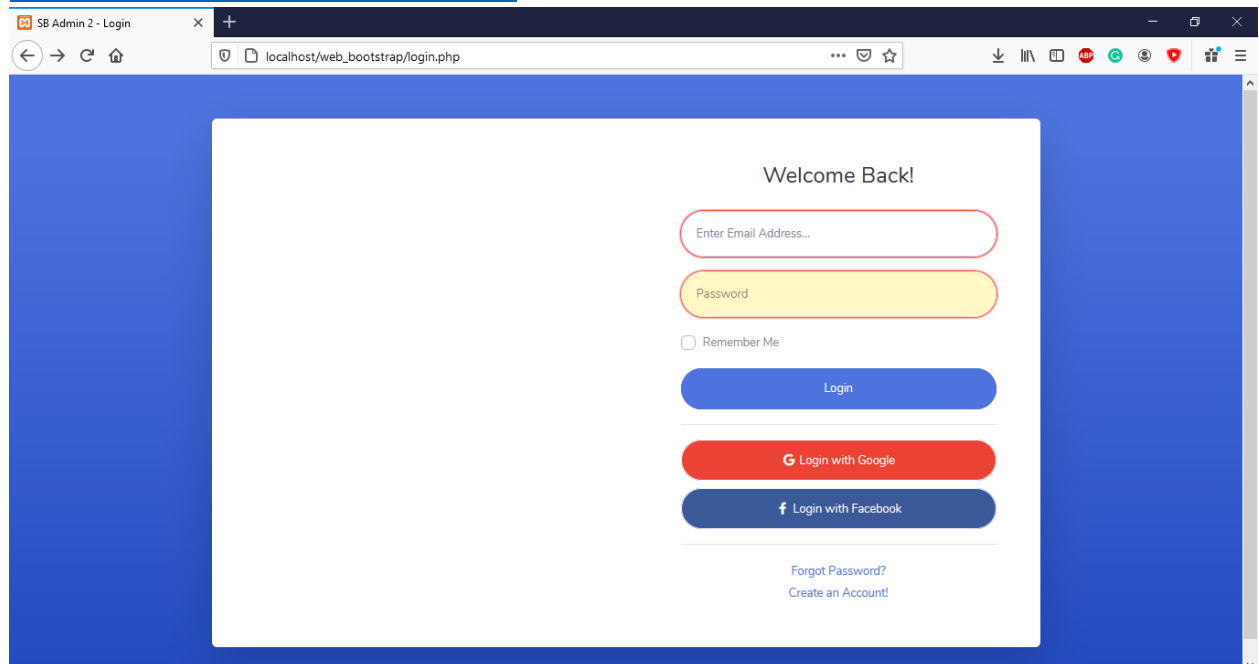 SB Admin 2 - Login
localhost/web_bootstrap/login.php
ABP
G
Welcome Back!
Enter Email Address...
Password
Remember Me
Login
G Login with Google
f Login with Facebook
Forgot Password?
Create an Account!